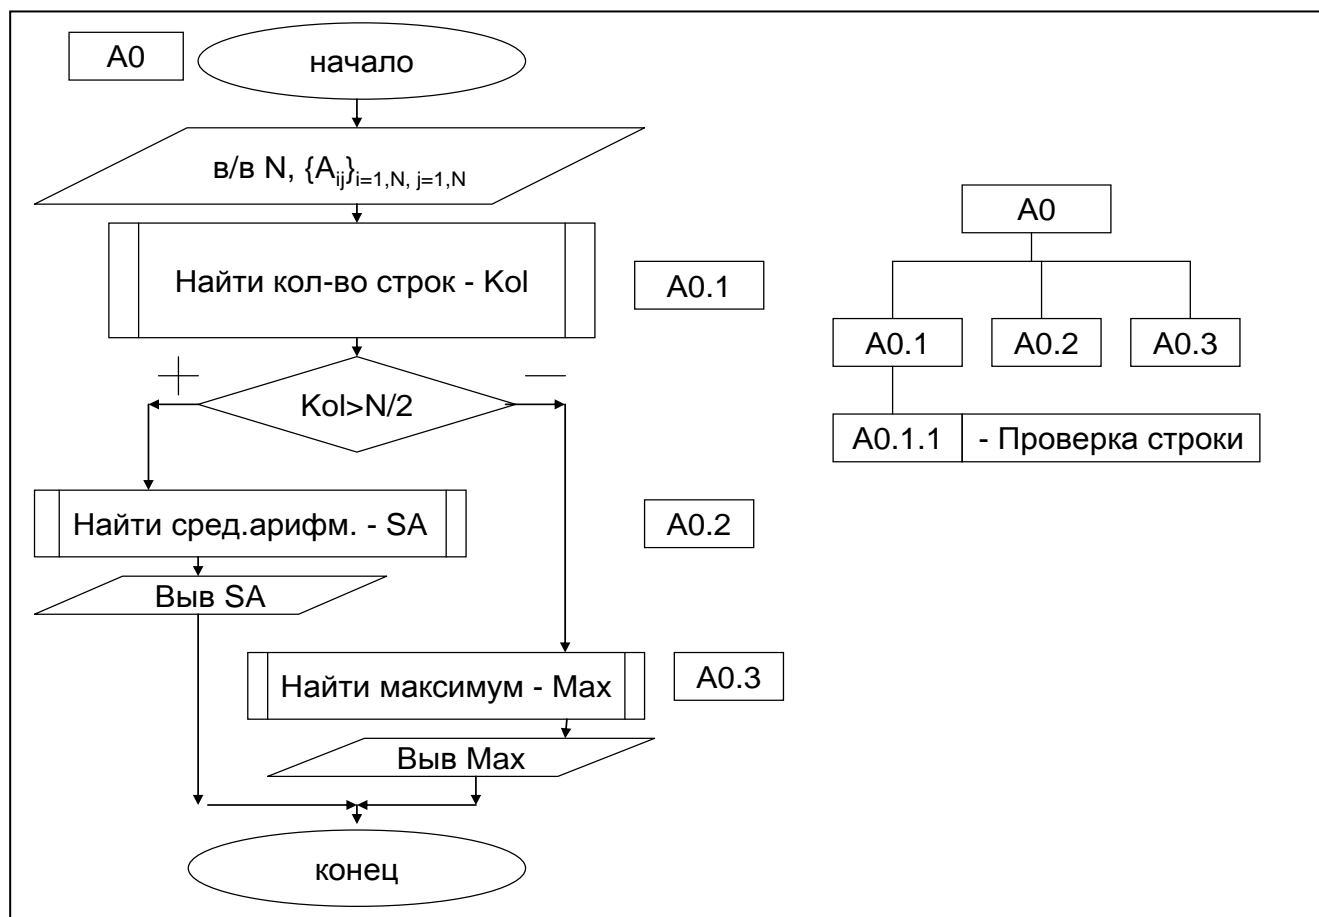 A0
начало
в/в N, {A_ij}_i=1,N, j=1,N
Найти кол-во строк - Kol
A0.1
Kol>N/2
Найти сред.арифм. - SA
A0.2
Выв SA
Найти максимум - Max
A0.3
Выв Max
конец
A0
A0.1
A0.2
A0.3
A0.1.1
- Проверка строки